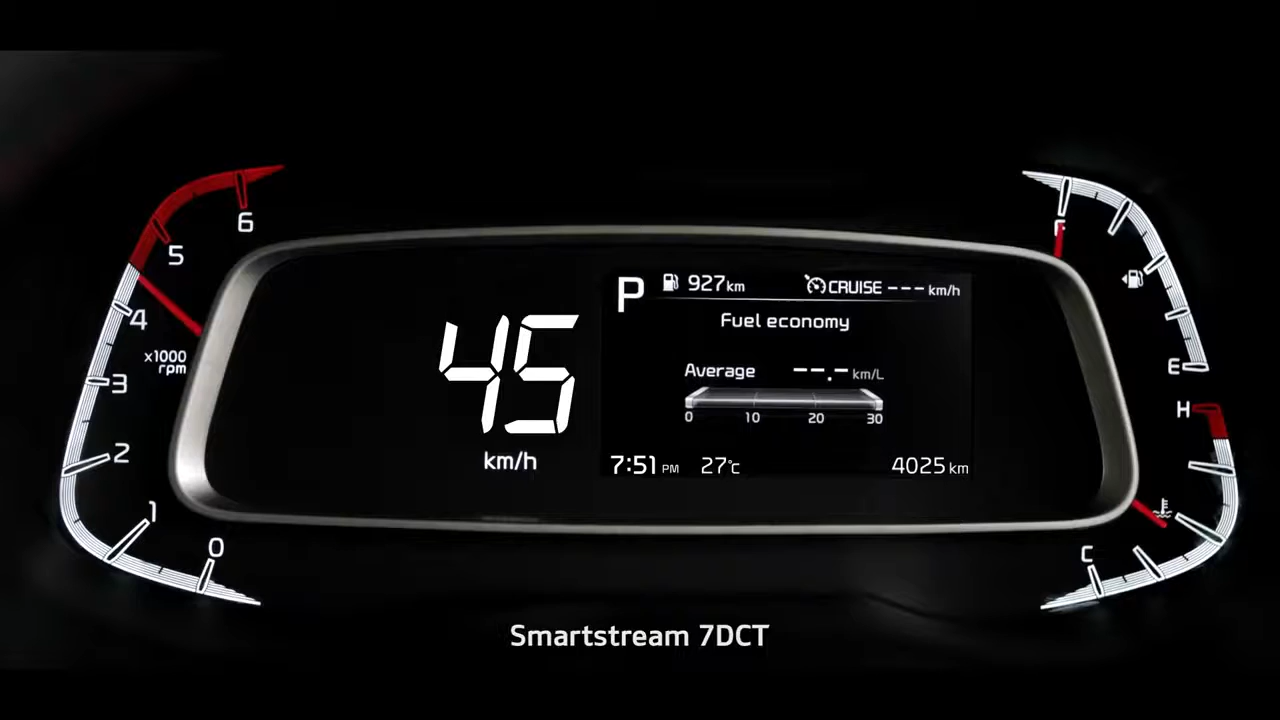 6
5
4
x1000
rpm
3
2
1
0
45
km/h
P 927km CRUISE ---km/h
Fuel economy
Average --.- km/L
0 10 20 30
7:51 PM 27°c 4025 km
F
E
H
C
Smartstream 7DCT